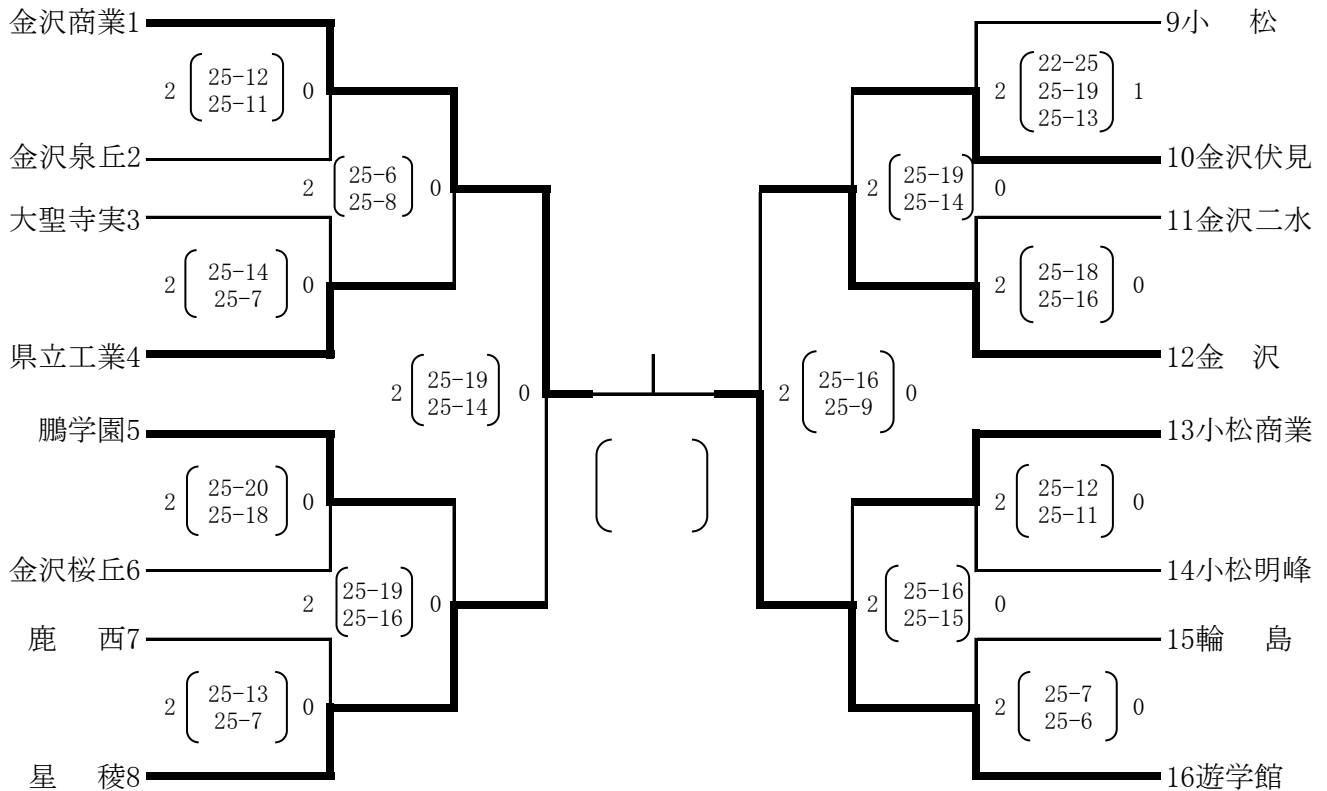 金沢商業1
2 25-12 0
25-11
金沢泉丘2
2 25-6 0
25-8
大聖寺実3
2 25-14 0
25-7
県立工業4
2 25-19 0
25-14
鵬学園5
2 25-20 0
25-18
金沢桜丘6
2 25-19 0
25-16
鹿 西7
2 25-13 0
25-7
星 稜8
9小 松
2 22-25 1
25-19
25-13
10金沢伏見
2 25-19 0
25-14
11金沢二水
2 25-18 0
25-16
12金 沢
2 25-16 0
25-9
13小松商業
2 25-12 0
25-11
14小松明峰
2 25-16 0
25-15
15輪 島
2 25-7 0
25-6
16遊学館